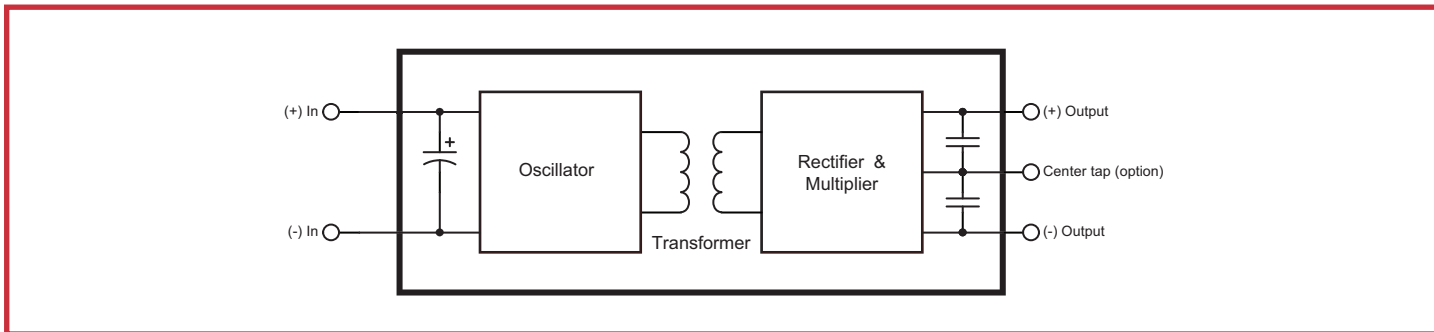 (+) In
(-) In
+
Oscillator
Transformer
Rectifier &
Multiplier
(+) Output
Center tap (option)
(-) Output